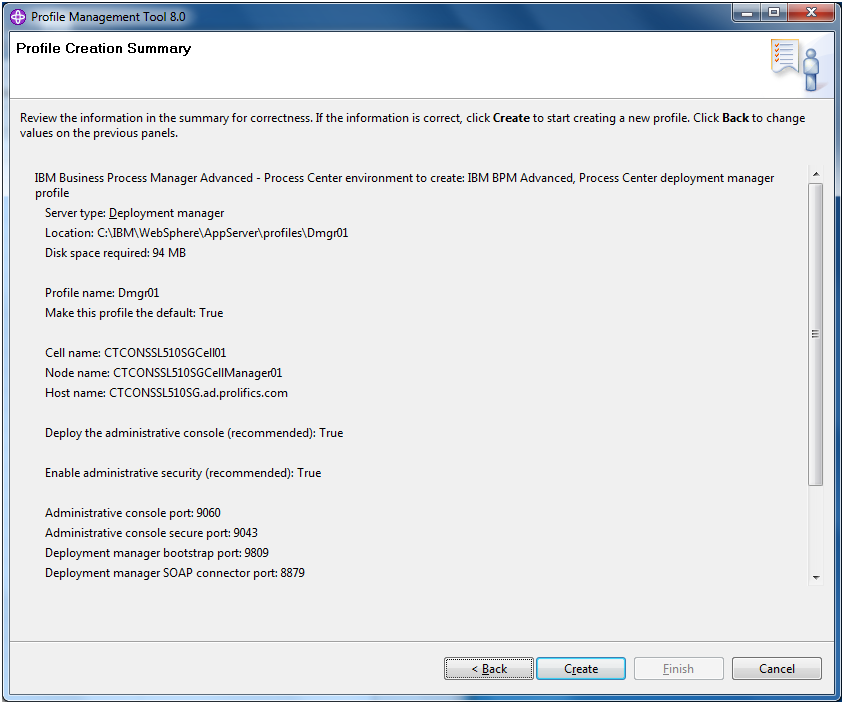 Profile Management Tool 8.0
Profile Creation Summary
Review the information in the summary for correctness. If the information is correct, click Create to start creating a new profile. Click Back to change
values on the previous panels.
IBM Business Process Manager Advanced - Process Center environment to create: IBM BPM Advanced, Process Center deployment manager
profile
Server type: Deployment manager
Location: C:\IBM\WebSphere\AppServer\profiles\Dmgr01
Disk space required: 94 MB
Profile name: Dmgr01
Make this profile the default: True
Cell name: CTCONSSL510SGCell01
Node name: CTCONSSL510SGCellManager01
Host name: CTCONSSL510SG.ad.prolifics.com
Deploy the administrative console (recommended): True
Enable administrative security (recommended): True
Administrative console port: 9060
Administrative console secure port: 9043
Deployment manager bootstrap port: 9809
Deployment manager SOAP connector port: 8879
< Back Create Finish Cancel